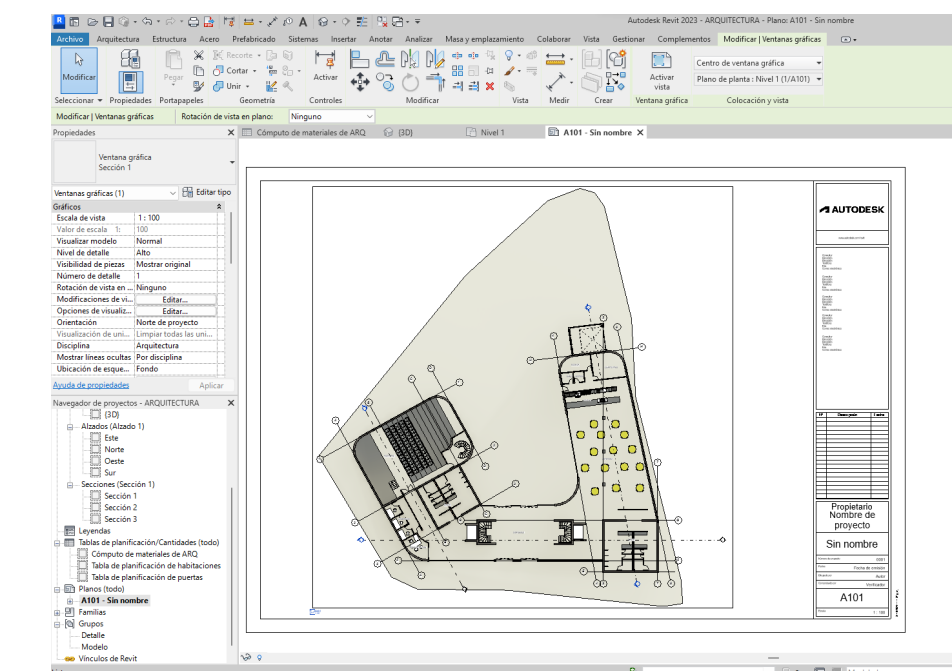 Autodesk Revit 2023 - ARQUITECTURA - Plano: A101 - Sin nombre
Archivo Arquitectura Estructura Acero Prefabricado Sistemas Insertar Anotar Analizar Masa y emplazamiento Colaborar Vista Gestionar Complementos Modificar | Ventanas gráficas
Modificar Pegar Recorte Cortar Unir Activar Activar vista
Centro de ventana gráfica
Plano de planta : Nivel 1 (1/A101)
Seleccionar Propiedades Portapapeles Geometría Controles Modificar Vista Medir Crear Ventana gráfica Colocación y vista
Modificar | Ventanas gráficas Rotación de vista en plano: Ninguno
Propiedades
Cómputo de materiales de ARQ {3D} Nivel 1 A101 - Sin nombre
Ventana gráfica
Sección 1
Ventanas gráficas (1) Editar tipo
Gráficos
Escala de vista 1 : 100
Valor de escala 1: 100
Visualizar modelo Normal
Nivel de detalle Alto
Visibilidad de piezas Mostrar original
Número de detalle 1
Rotación de vista en ... Ninguno
Modificaciones de vi... Editar...
Opciones de visualiz... Editar...
Orientación Norte de proyecto
Visualización de uni... Limpiar todas las uni...
Disciplina Arquitectura
Mostrar líneas ocultas Por disciplina
Ubicación de esque... Fondo
Ayuda de propiedades Aplicar
Navegador de proyectos - ARQUITECTURA
{3D}
Alzados (Alzado 1)
Este
Norte
Oeste
Sur
Secciones (Sección 1)
Sección 1
Sección 2
Sección 3
Leyendas
Tablas de planificación/Cantidades (todo)
Cómputo de materiales de ARQ
Tabla de planificación de habitaciones
Tabla de planificación de puertas
Planos (todo)
A101 - Sin nombre
Familias
Grupos
Detalle
Modelo
Vínculos de Revit
AUTODESK
Propietario
Nombre de
proyecto
Sin nombre
Fecha de emisión
Autor
Verificador
A101
1 : 100